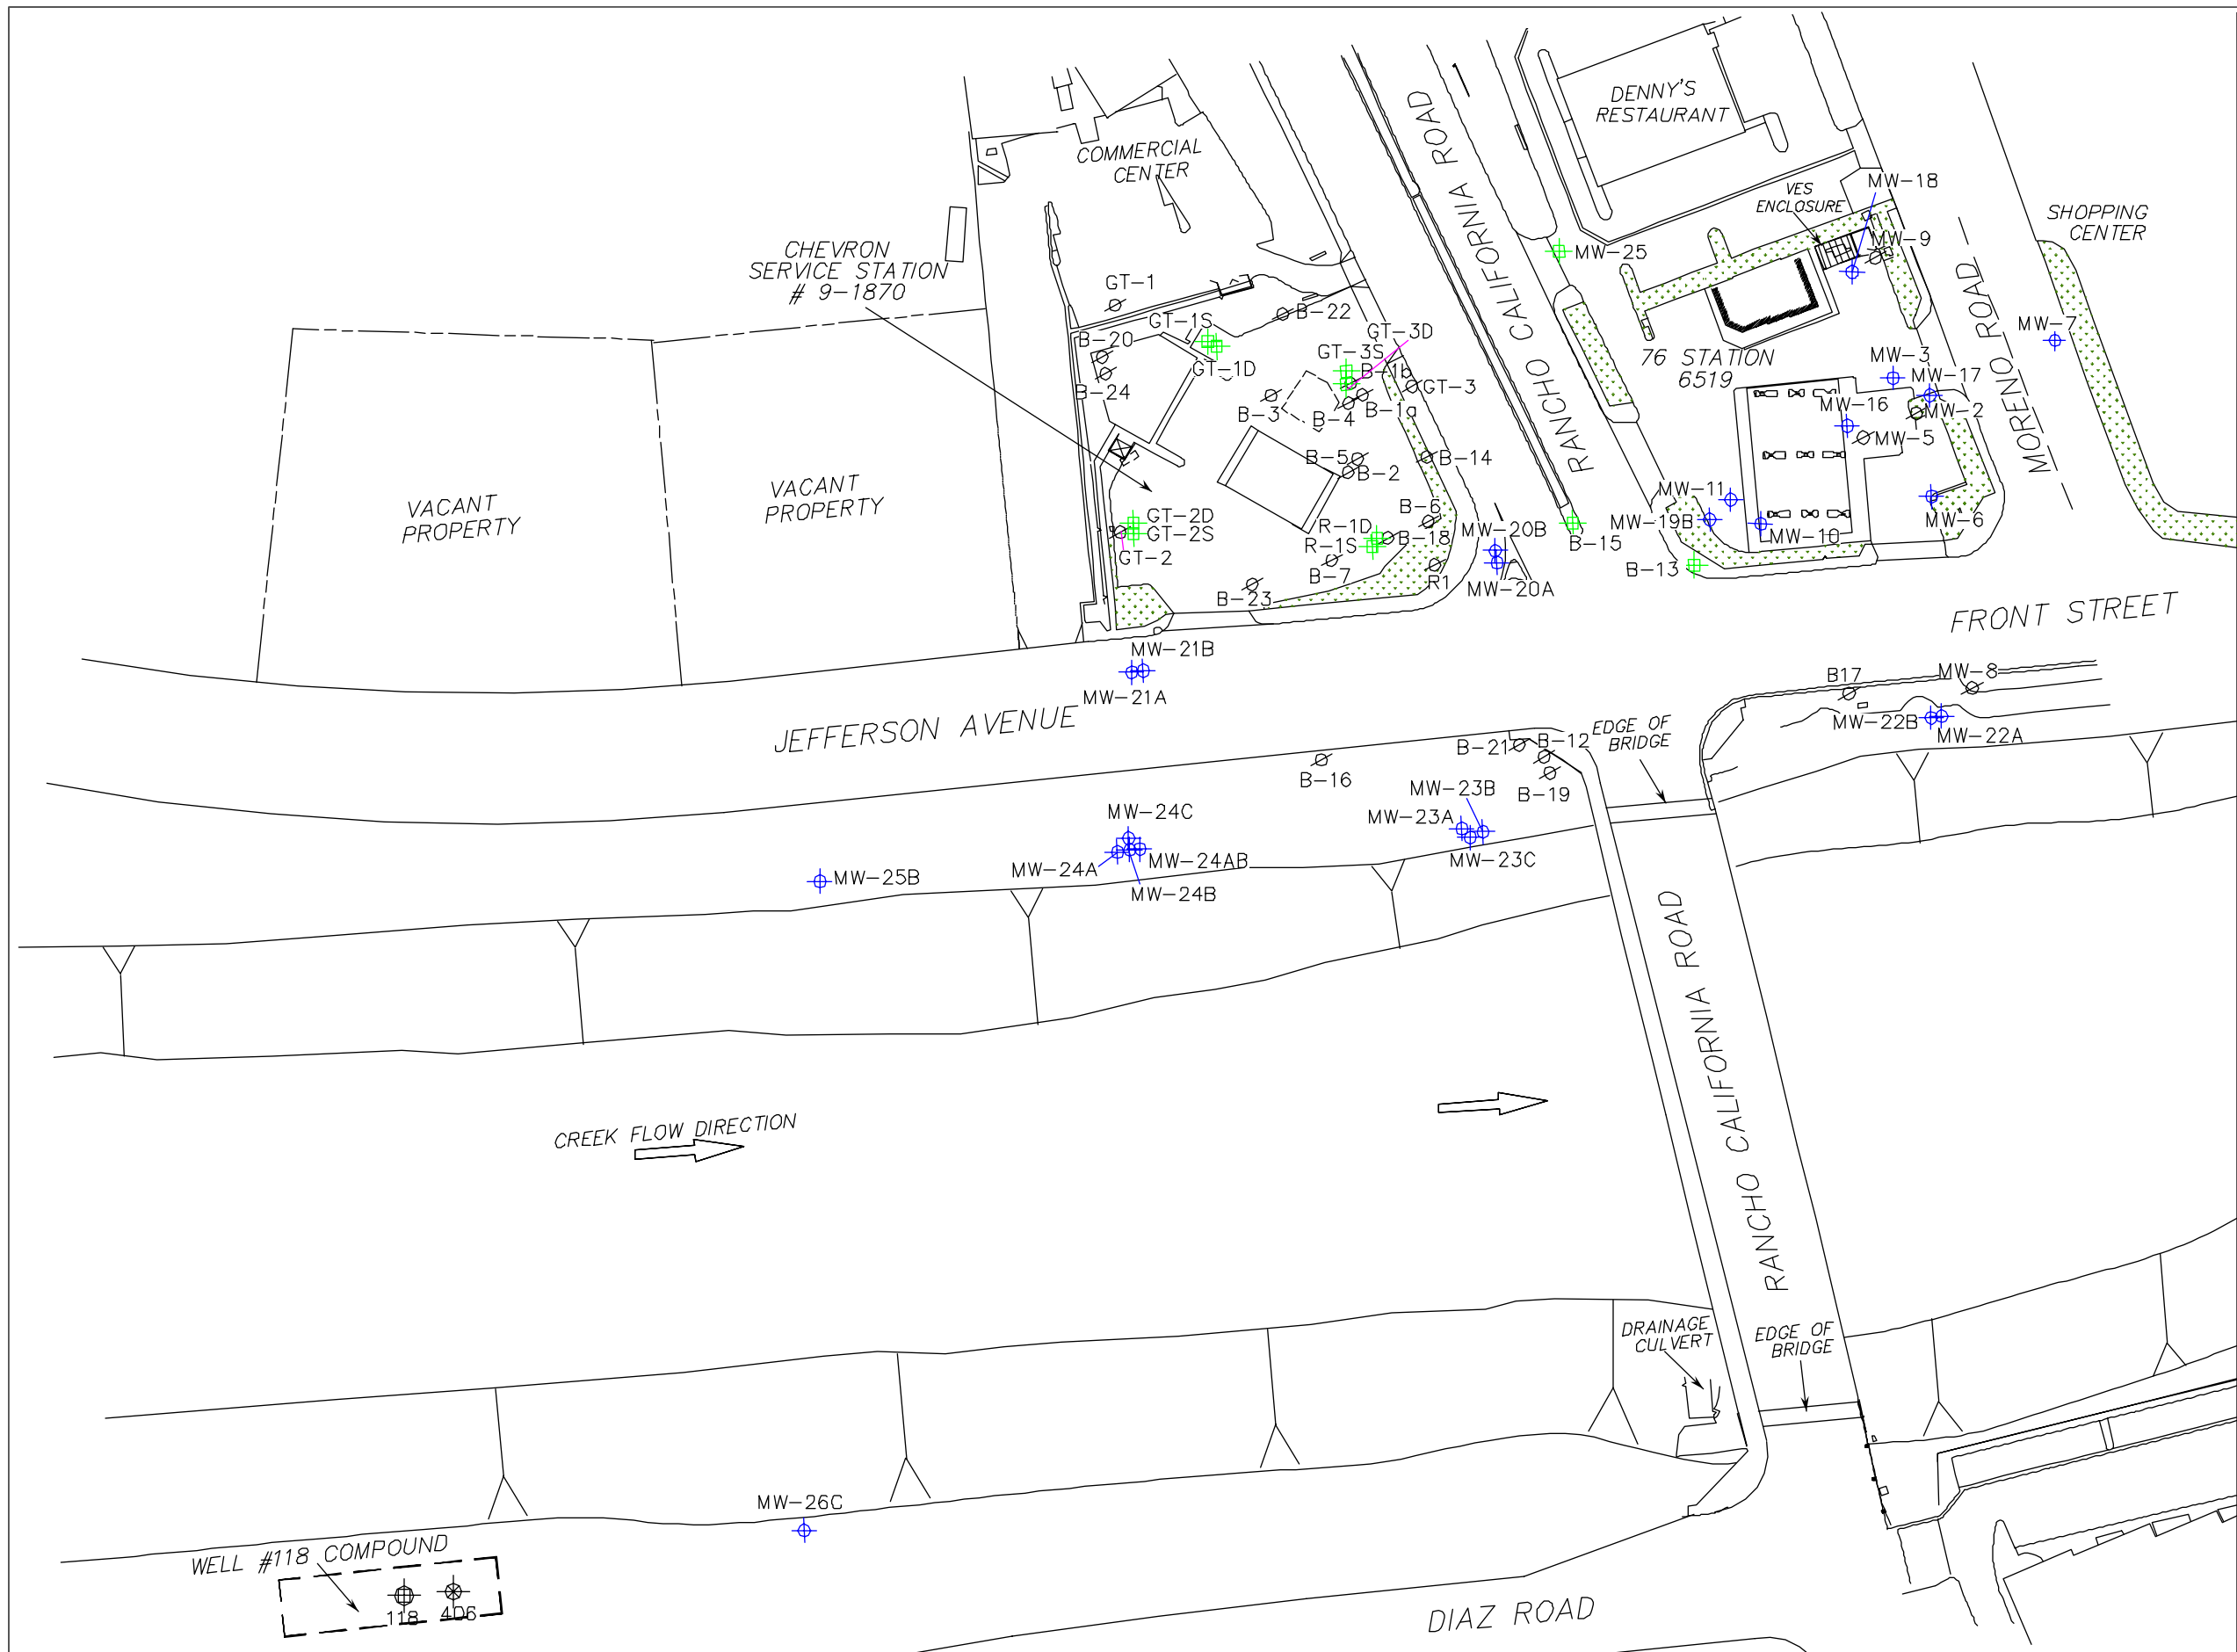 DENNY'S
RESTAURANT
COMMERCIAL
CENTER
RANCHO CALIFORNIA ROAD
VES
ENCLOSURE
MW-18
MW-9
SHOPPING
CENTER
CHEVRON
SERVICE STATION
# 9-1870
MW-25
GT-1
B-22
GT-1S
GT-3D
MORENO ROAD
MW-7
B-20
GT-3S
76 STATION
6519
MW-3
GT-1D
B-1b
GT-3
MW-17
B-24
B-3
B-4
B-1a
MW-16
MW-2
MW-5
B-5
B-14
B-2
VACANT
PROPERTY
VACANT
PROPERTY
MW-11
GT-2D
GT-2S
GT-2
R-1D
R-1S
B-6
B-18
MW-20B
B-15
MW-19B
MW-10
MW-6
B-7
R1
MW-20A
B-13
B-23
FRONT STREET
MW-21B
MW-21A
B17
MW-8
JEFFERSON AVENUE
EDGE OF
BRIDGE
MW-22B
MW-22A
B-21
B-12
B-16
B-19
MW-23B
MW-24C
MW-23A
MW-24A
MW-24AB
MW-23C
MW-25B
MW-24B
RANCHO CALIFORNIA ROAD
CREEK FLOW DIRECTION
DRAINAGE
CULVERT
EDGE OF
BRIDGE
MW-26C
WELL #118 COMPOUND
118
406
DIAZ ROAD